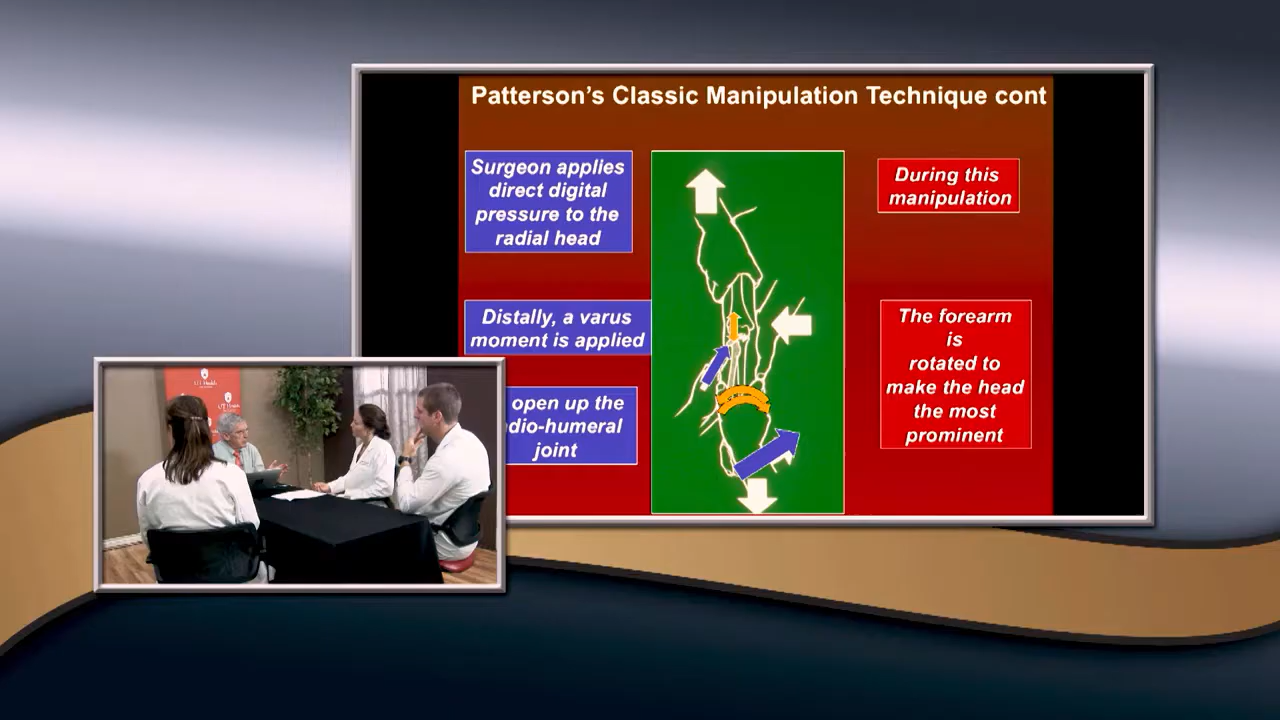 Patterson's Classic Manipulation Technique cont
Surgeon applies
direct digital
pressure to the
radial head
Distally, a varus
moment is applied
open up the
joint
During this
manipulation
The forearm
is
rotated to
make the head
the most
prominent